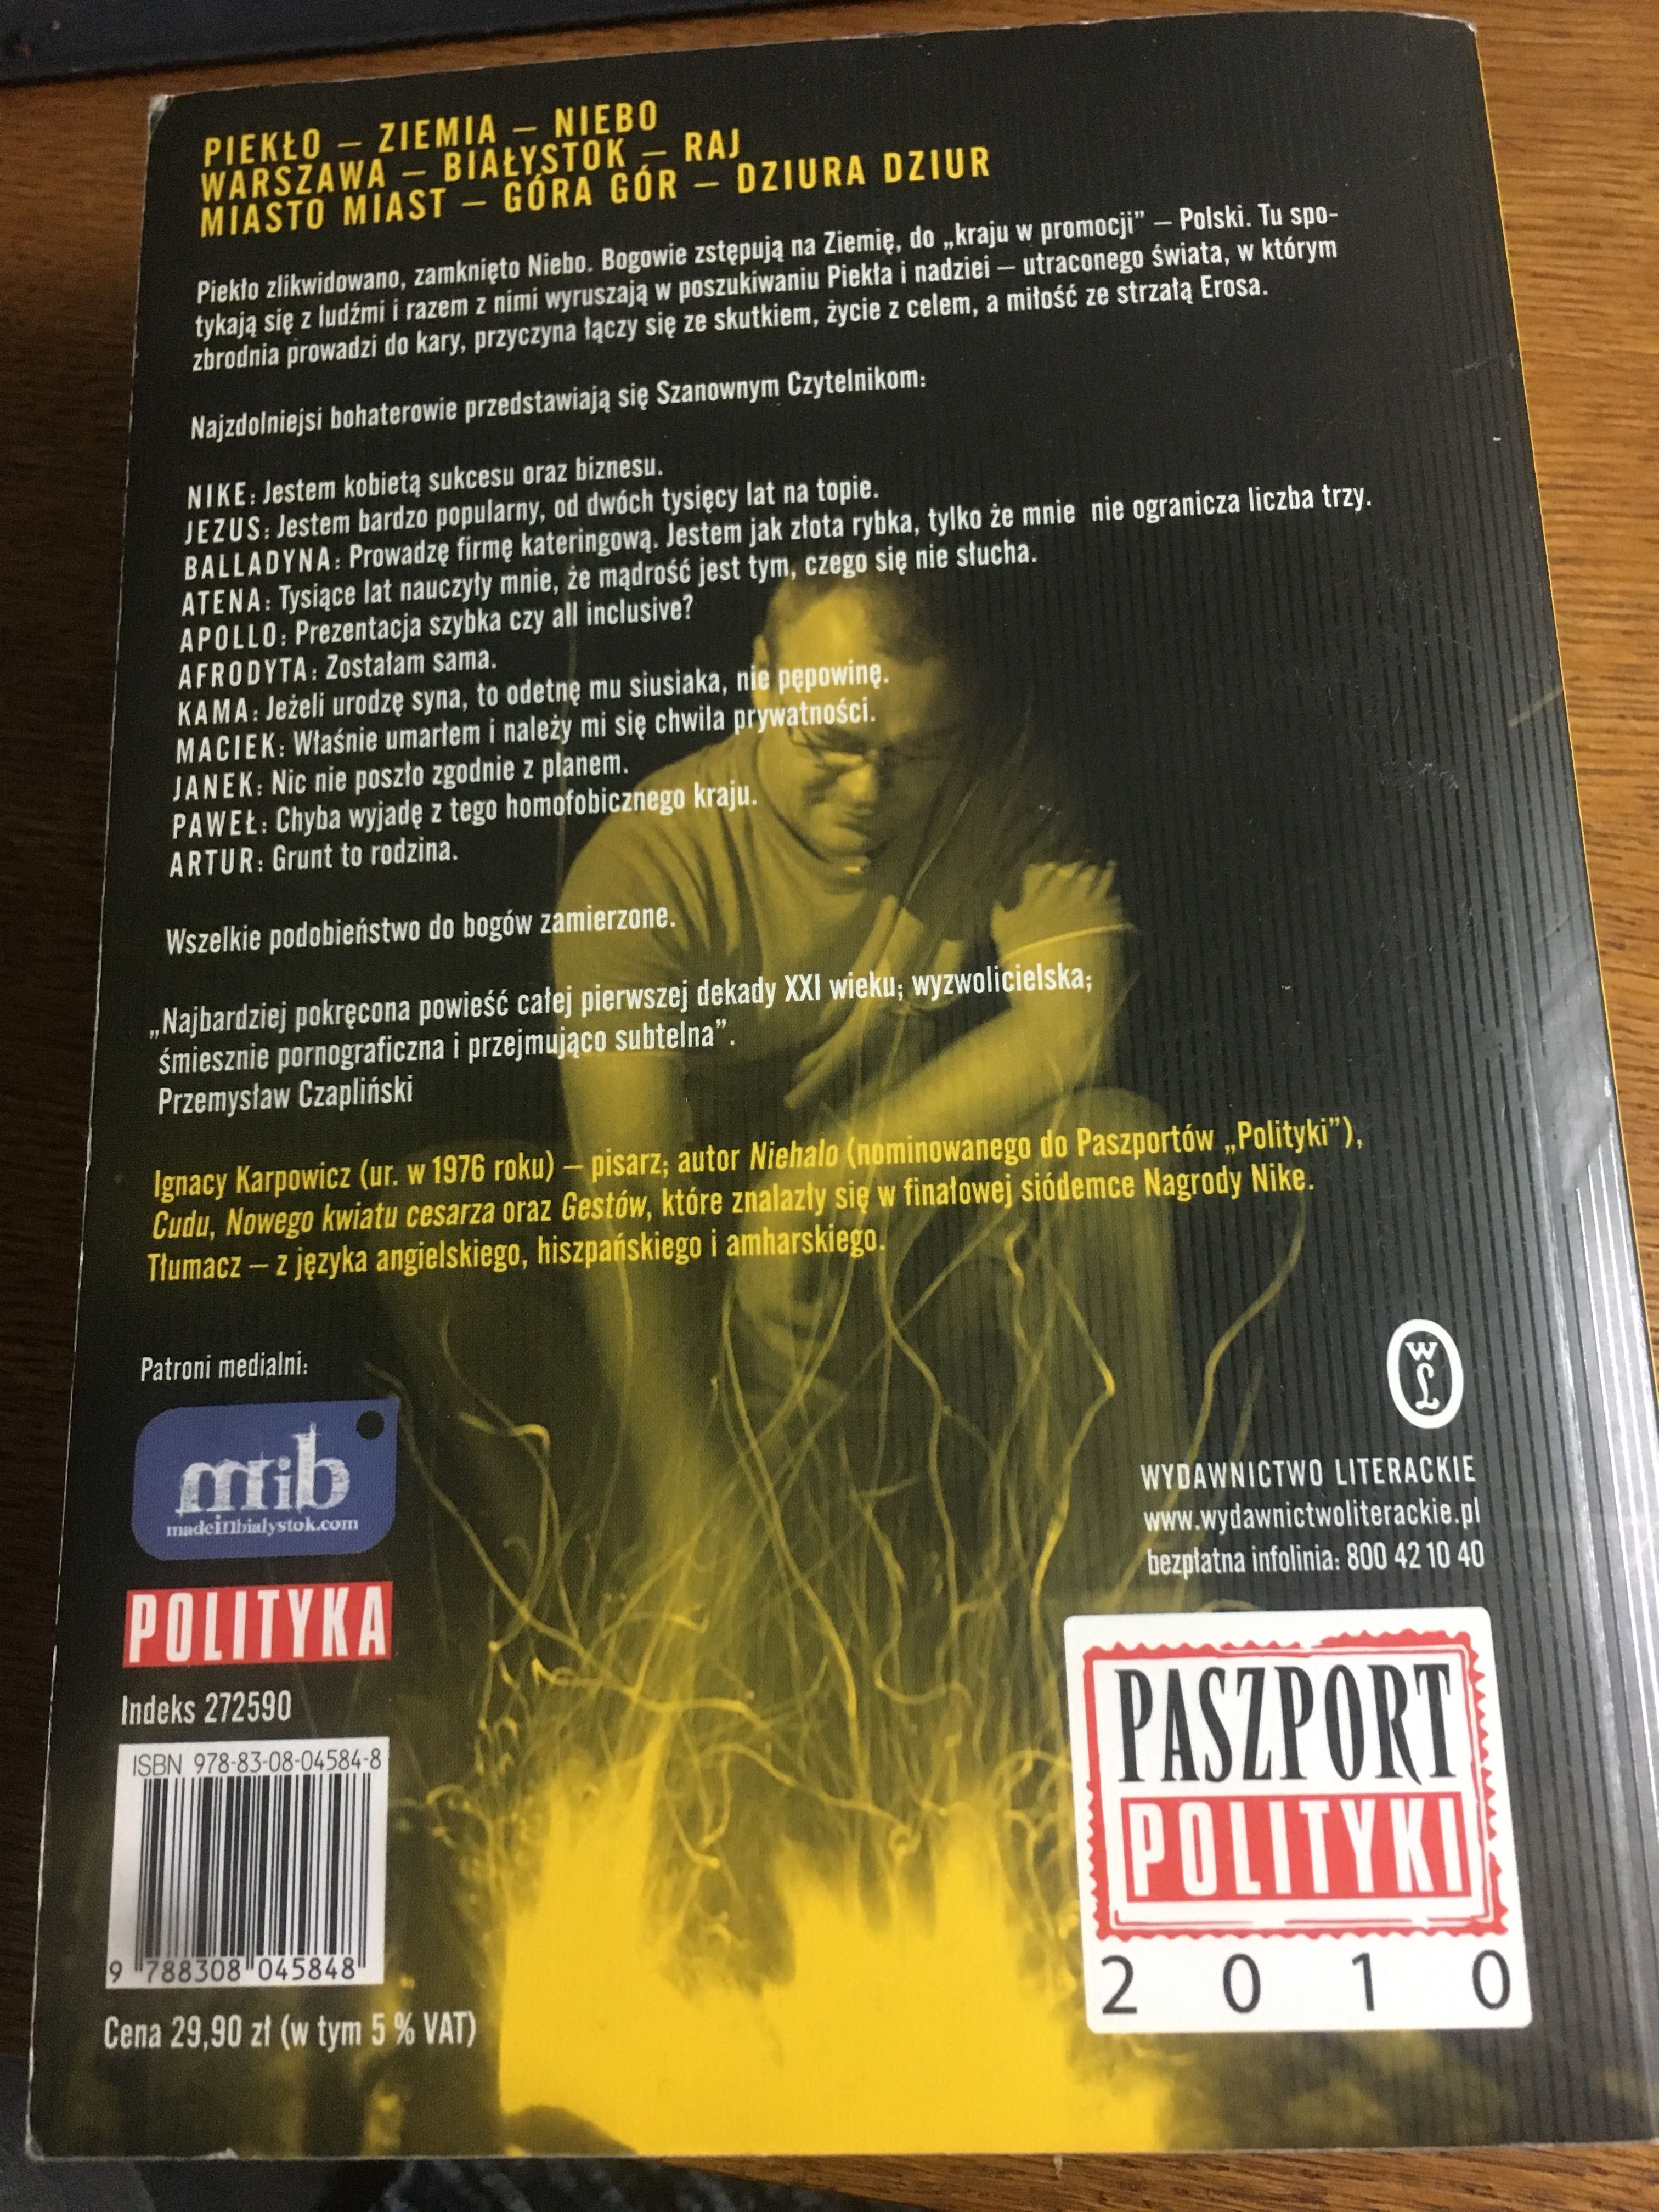 PIEKŁO – ZIEMIA – NIEBO
WARSZAWA – BIAŁYSTOK – RAJ
MIASTO MIAST – GÓRA GÓR – DZIURA DZIUR
Piekło zlikwidowano, zamknięto Niebo. Bogowie zstępują na Ziemię, do „kraju w promocji” – Polski. Tu spo-
tykają się z ludźmi i razem z nimi wyruszają w poszukiwaniu Piekła i nadziei – utraconego świata, w którym
zbrodnia prowadzi do kary, przyczyna łączy się ze skutkiem, życie z celem, a miłość ze strzałą Erosa.
Najzdolniejsi bohaterowie przedstawiają się Szanownym Czytelnikom:
NIKE: Jestem kobietą sukcesu oraz biznesu.
JEZUS: Jestem bardzo popularny, od dwóch tysięcy lat na topie.
BALLADYNA: Prowadzę firmę kateringową. Jestem jak złota rybka, tylko że mnie nie ogranicza liczba trzy.
ATENA: Tysiące lat nauczyły mnie, że mądrość jest tym, czego się nie słucha.
APOLLO: Prezentacja szybka czy all inclusive?
AFRODYTA: Zostałam sama.
KAMA: Jeżeli urodzę syna, to odetnę mu siusiaka, nie pępowinę.
MACIEK: Właśnie umarłem i należy mi się chwila prywatności.
JANEK: Nic nie poszło zgodnie z planem.
PAWEŁ: Chyba wyjadę z tego homofobicznego kraju.
ARTUR: Grunt to rodzina.
Wszelkie podobieństwo do bogów zamierzone.
„Najbardziej pokręcona powieść całej pierwszej dekady XXI wieku; wyzwolicielska;
śmiesznie pornograficzna i przejmująco subtelna”.
Przemysław Czapliński
Ignacy Karpowicz (ur. w 1976 roku) – pisarz; autor Niehalo (nominowanego do Paszportów „Polityki”),
Cudu, Nowego kwiatu cesarza oraz Gestów, które znalazły się w finałowej siódemce Nagrody Nike.
Tłumacz – z języka angielskiego, hiszpańskiego i amharskiego.
Patroni medialni:
mib
madeinbialystok.com
POLITYKA
Indeks 272590
ISBN 978-83-08-04584-8
9 788308 045848
Cena 29,90 zł (w tym 5 % VAT)
WL
WYDAWNICTWO LITERACKIE
www.wydawnictwoliterackie.pl
bezpłatna infolinia: 800 42 10 40
PASZPORT
POLITYKI
2010